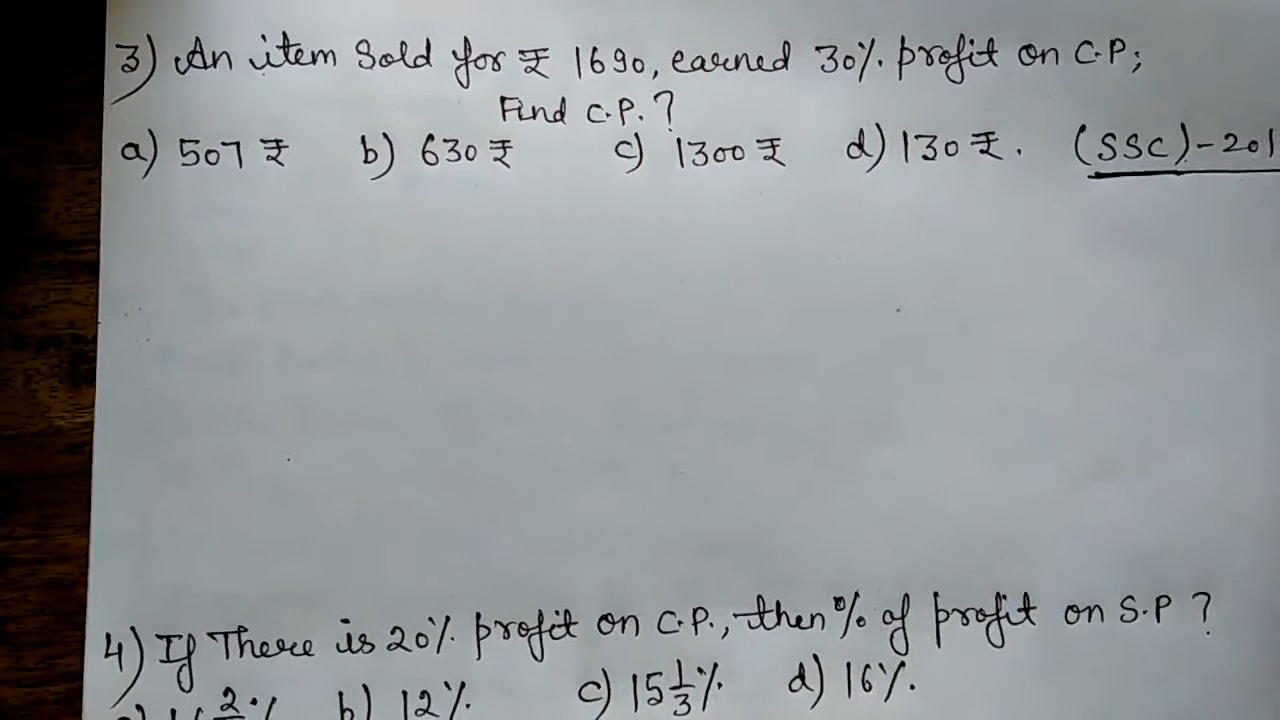 3) An item Sold for ₹ 1690, earned 30% profit on C.P;
Find C.P.?
a) 507 ₹ b) 630 ₹ c) 1300 ₹ d) 130 ₹. (SSC)-201
4) If There is 20% profit on C.P., then % of profit on S.P ?
b) 12% c) 15 1/3 % d) 16%.